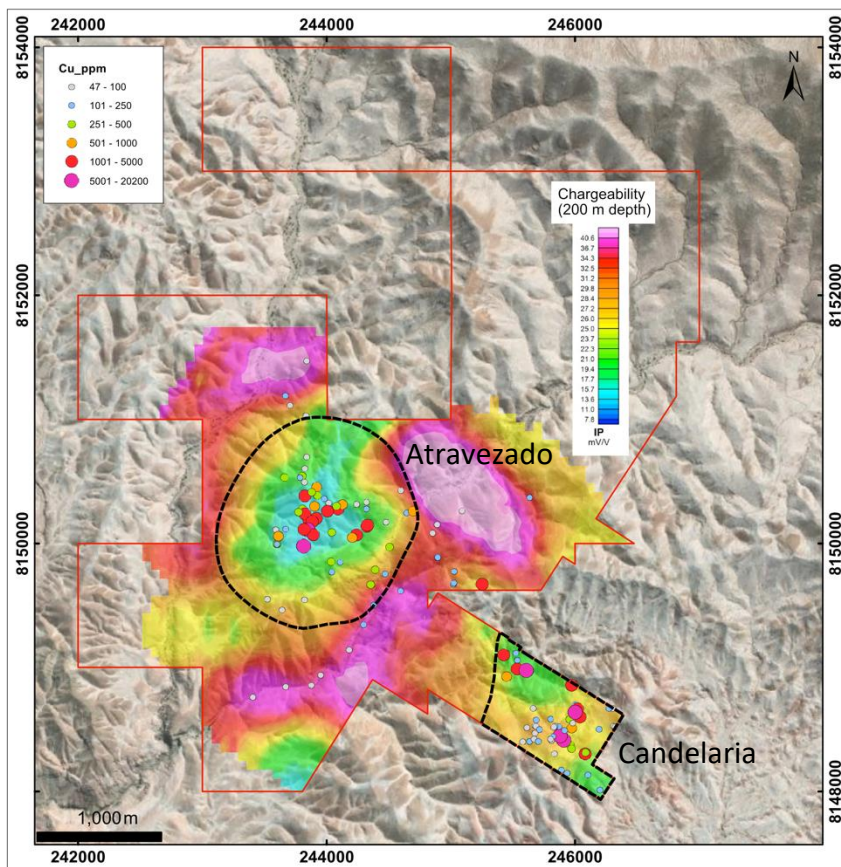 242000
244000
246000
8154000
8154000
Cu_ppm
47 - 100
101 - 250
251 - 500
501 - 1000
1001 - 5000
5001 - 20200
N
Chargeability
(200 m depth)
40.6
36.7
34.3
32.5
31.2
29.8
28.4
27.2
26.0
25.0
23.7
22.3
21.1
19.4
17.7
15.7
13.6
11.0
7.8
IP
mV/V
8152000
8152000
Atravezado
8150000
8150000
Candelaria
8148000
8148000
1,000 m
242000
244000
246000